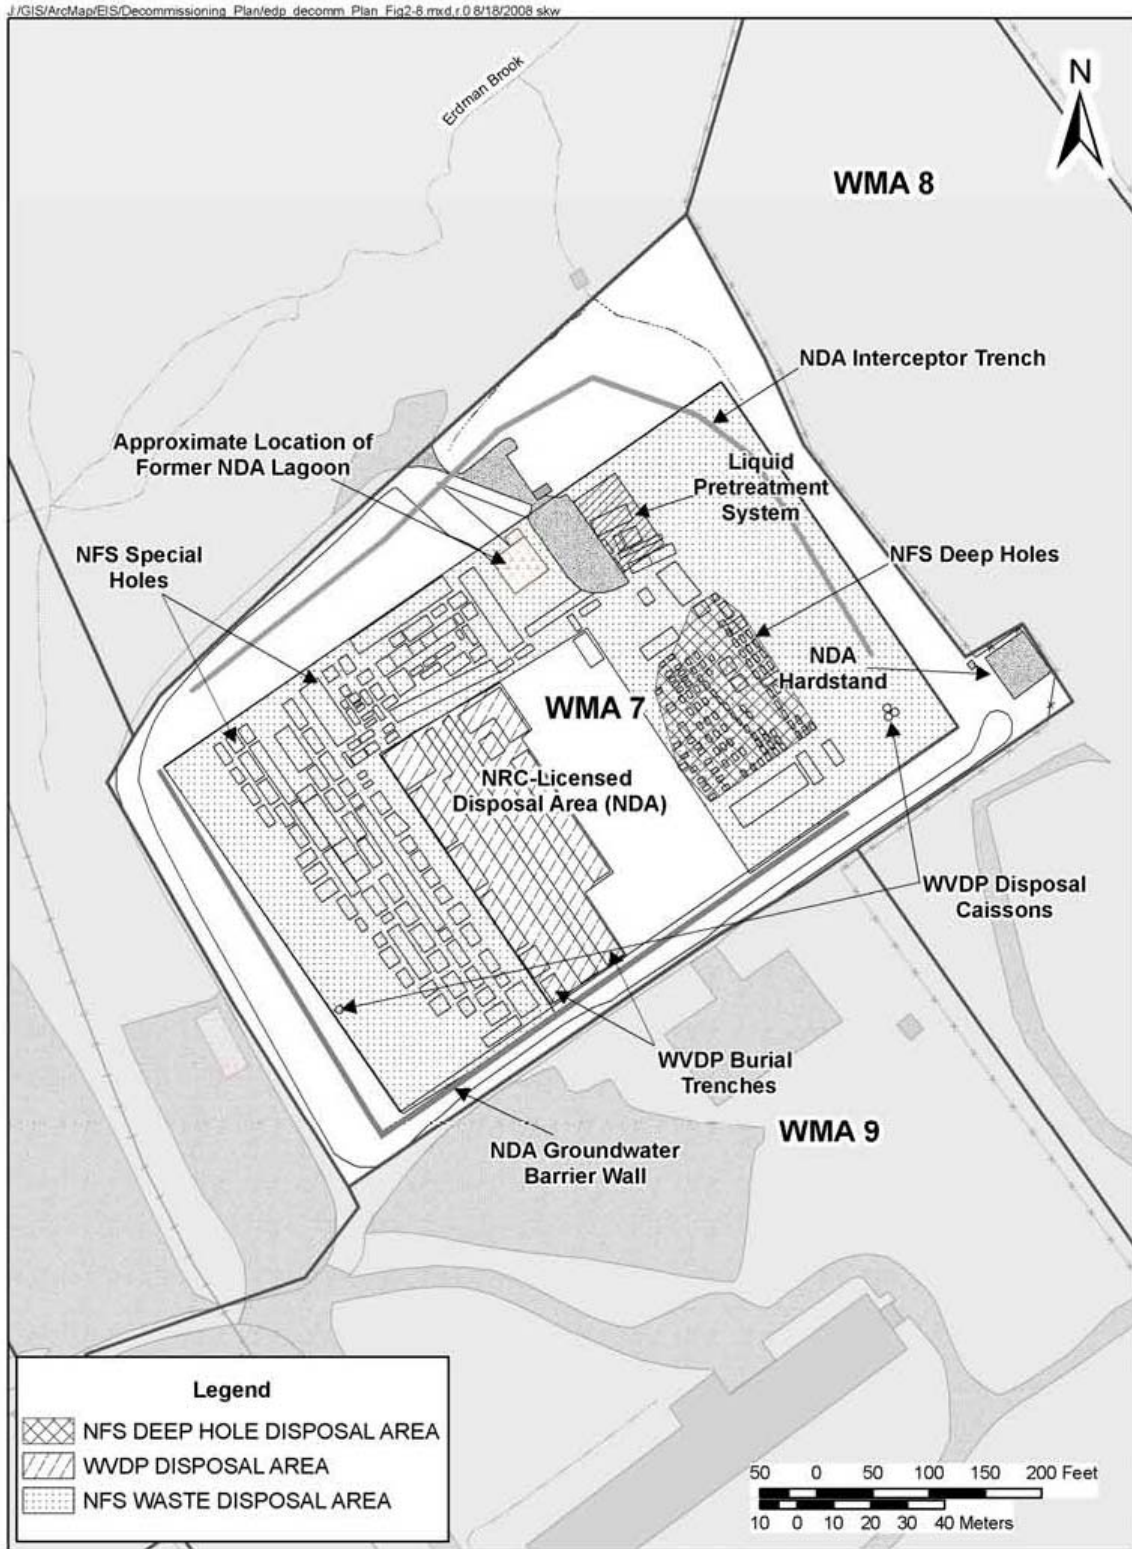 J:/GIS/ArcMap/EIS/Decommissioning_Plan/edp_decomm_Plan_Fig2-8.mxd,r.0 8/18/2008 skw
Erdman Brook
N
WMA 8
NDA Interceptor Trench
Approximate Location of
Former NDA Lagoon
Liquid
Pretreatment
System
NFS Special
Holes
NFS Deep Holes
NDA
Hardstand
WMA 7
NRC-Licensed
Disposal Area (NDA)
WVDP Disposal
Caissons
WVDP Burial
Trenches
WMA 9
NDA Groundwater
Barrier Wall
Legend
NFS DEEP HOLE DISPOSAL AREA
WVDP DISPOSAL AREA
NFS WASTE DISPOSAL AREA
50 0 50 100 150 200 Feet
10 0 10 20 30 40 Meters